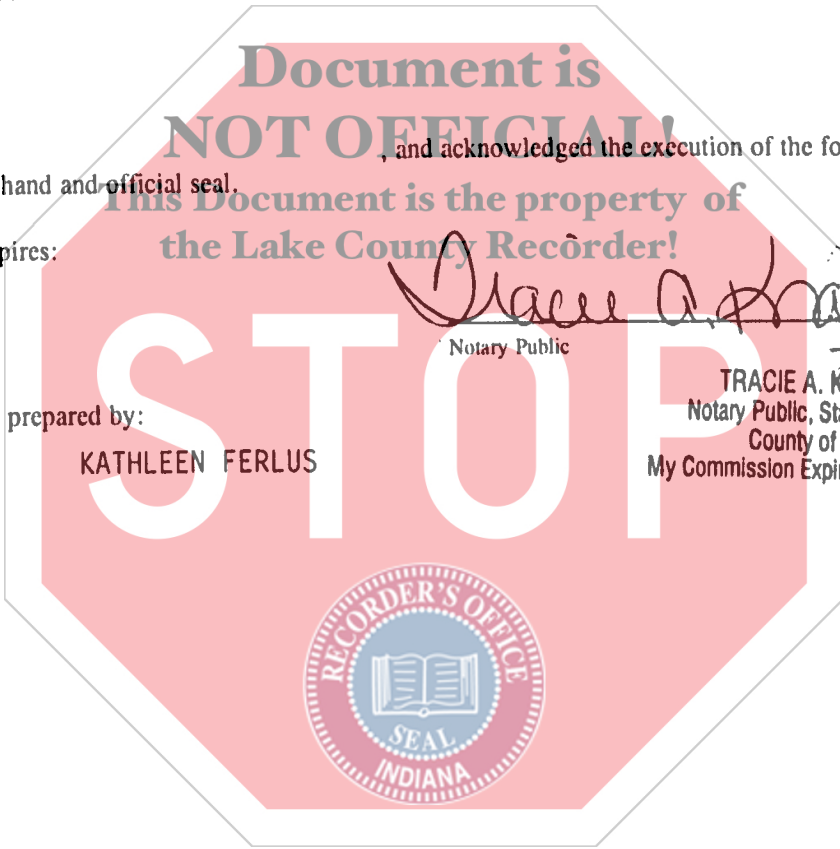 Document is
NOT OFFICIAL!
, and acknowledged the execution of the fo
hand and official seal.
This Document is the property of
the Lake County Recorder!
pires:
Tracie A.
Notary Public
STOP
TRACIE A. K
Notary Public, Sta
County of
My Commission Expi
prepared by:
KATHLEEN FERLUS
RECORDER'S OFFICE
SEAL
INDIANA